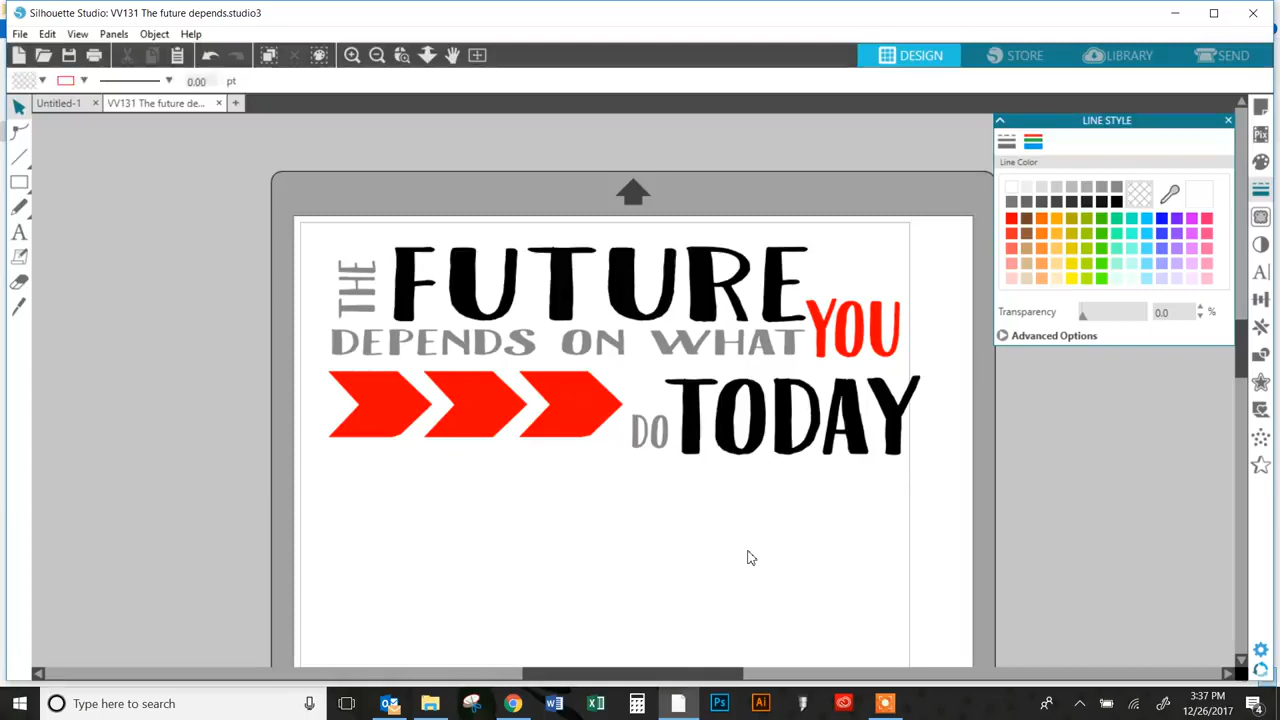 Silhouette Studio: VV131 The future depends.studio3
File Edit View Panels Object Help
DESIGN STORE LIBRARY SEND
0.00 pt
Untitled-1 VV131 The future de...
LINE STYLE
Line Color
Transparency 0.0 %
Advanced Options
THE FUTURE
DEPENDS ON WHAT YOU
DO TODAY
Type here to search
3:37 PM
12/26/2017